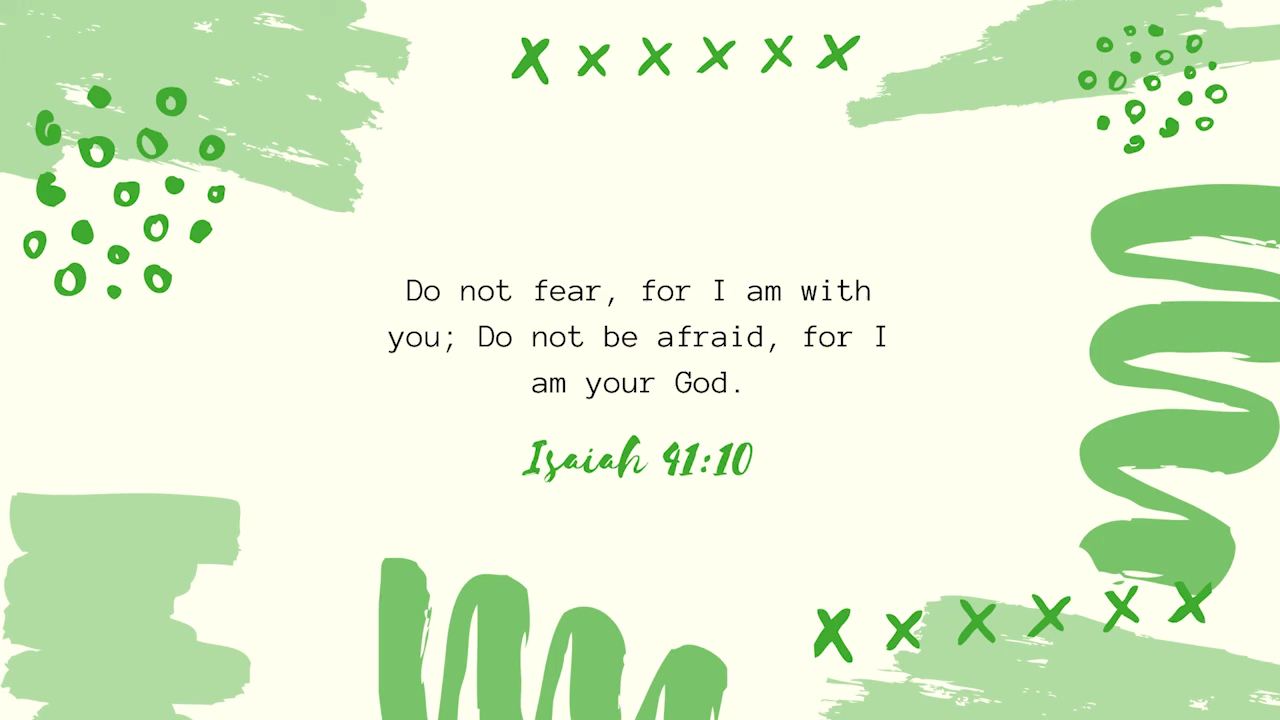 Do not fear, for I am with
you; Do not be afraid, for I
am your God.
Isaiah 41:10